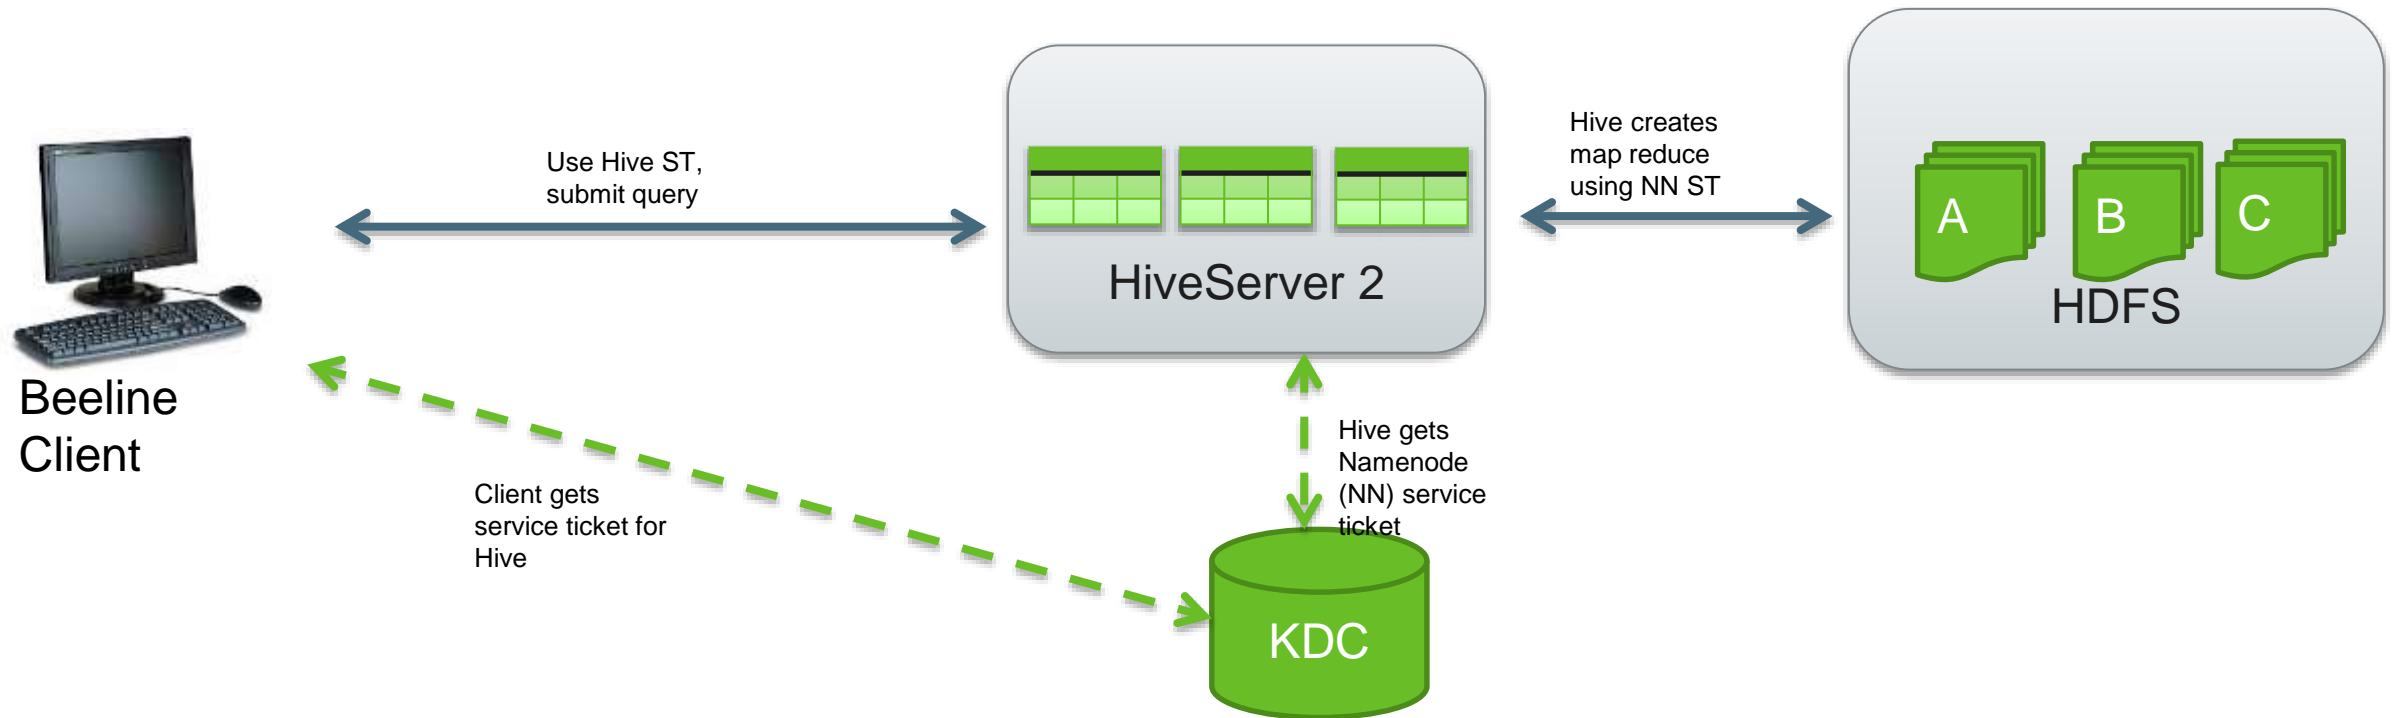 Beeline
Client
Use Hive ST,
submit query
Client gets
service ticket for
Hive
HiveServer 2
Hive gets
Namenode
(NN) service
ticket
KDC
Hive creates
map reduce
using NN ST
A
B
C
HDFS